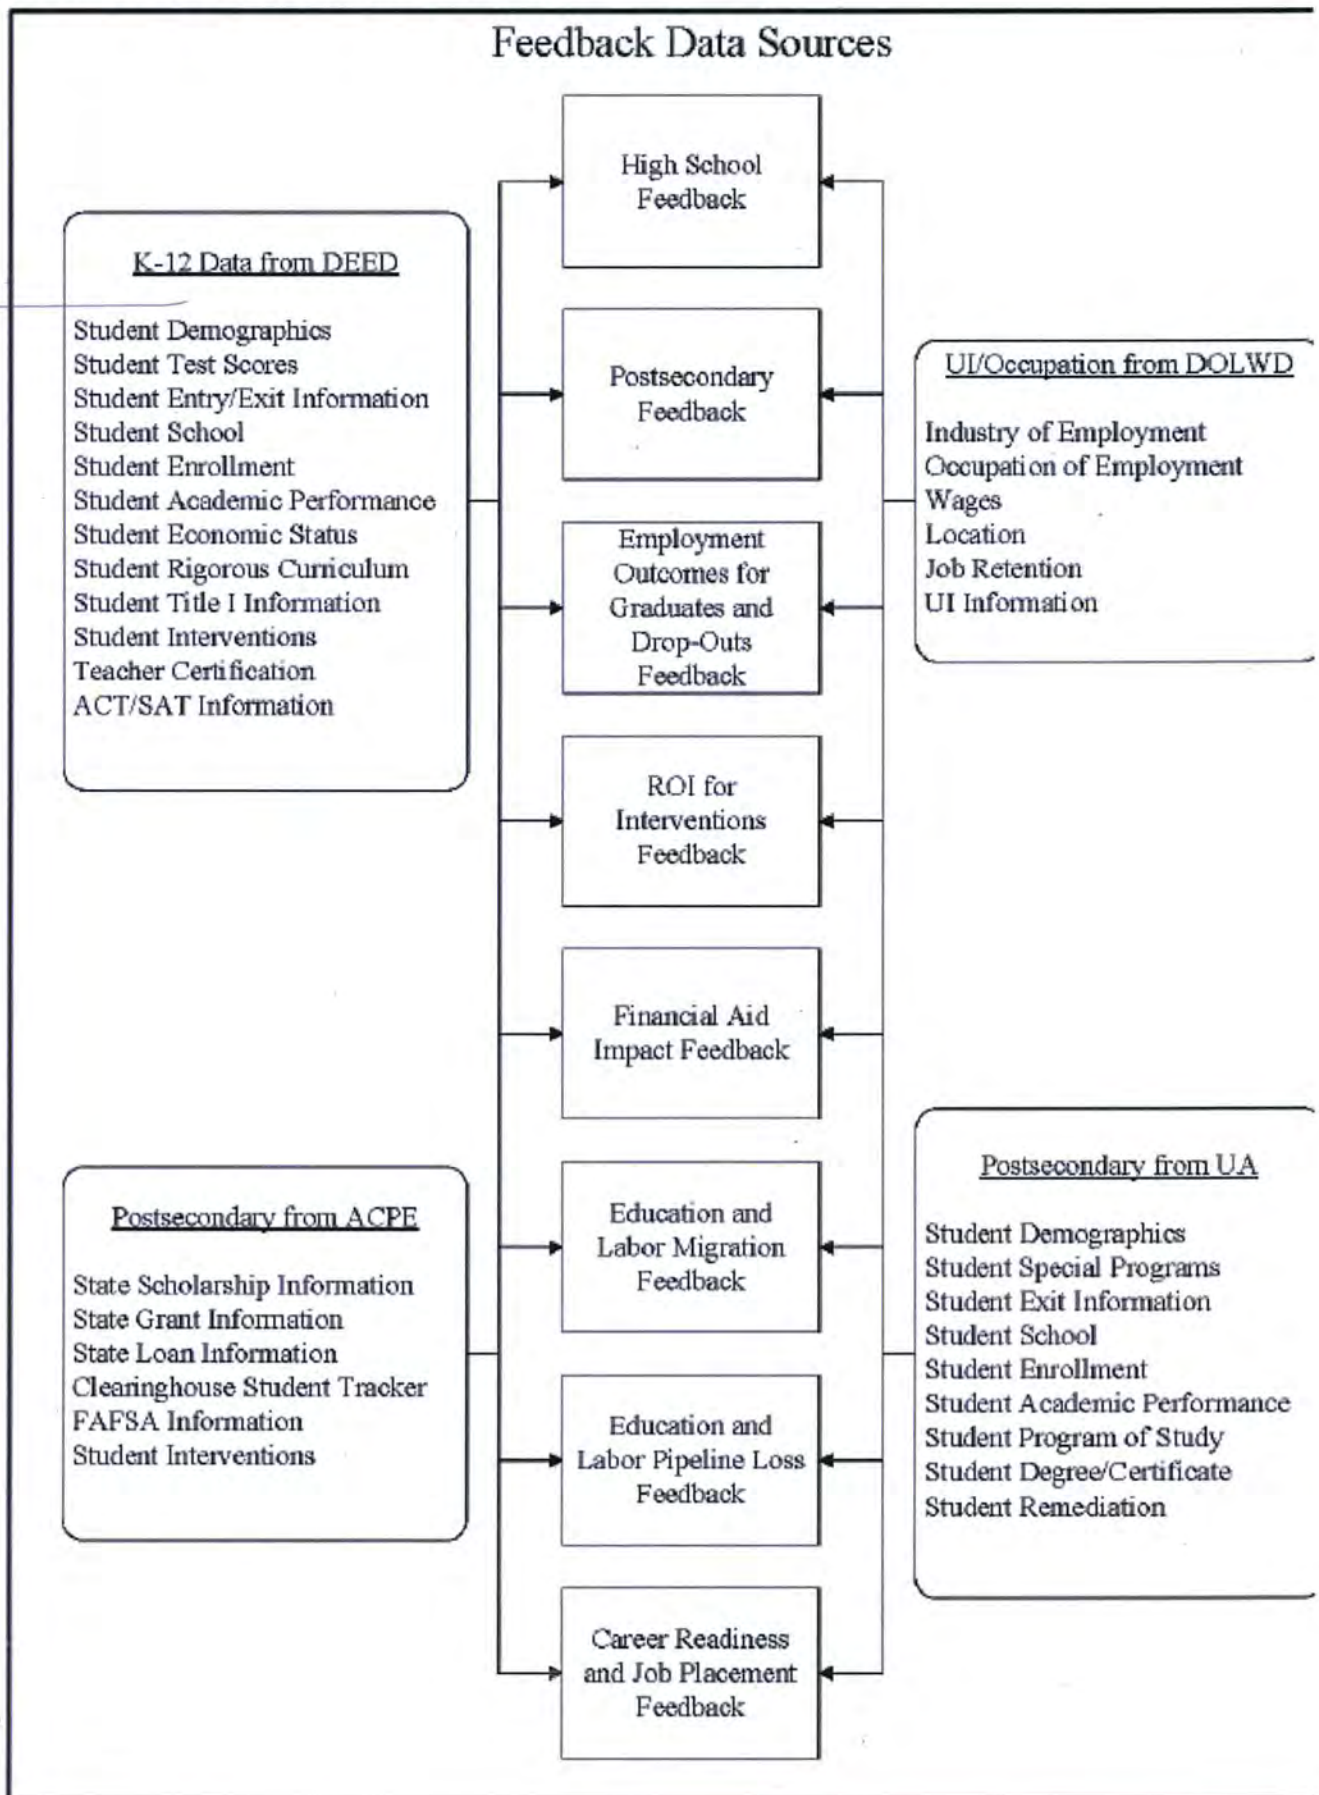 Feedback Data Sources
High School
Feedback
K-12 Data from DEED
Student Demographics
Student Test Scores
Student Entry/Exit Information
Student School
Student Enrollment
Student Academic Performance
Student Economic Status
Student Rigorous Curriculum
Student Title I Information
Student Interventions
Teacher Certification
ACT/SAT Information
Postsecondary
Feedback
UI/Occupation from DOLWD
Industry of Employment
Occupation of Employment
Wages
Location
Job Retention
UI Information
Employment
Outcomes for
Graduates and
Drop-Outs
Feedback
ROI for
Interventions
Feedback
Financial Aid
Impact Feedback
Postsecondary from ACPE
State Scholarship Information
State Grant Information
State Loan Information
Clearinghouse Student Tracker
FAFSA Information
Student Interventions
Education and
Labor Migration
Feedback
Postsecondary from UA
Student Demographics
Student Special Programs
Student Exit Information
Student School
Student Enrollment
Student Academic Performance
Student Program of Study
Student Degree/Certificate
Student Remediation
Education and
Labor Pipeline Loss
Feedback
Career Readiness
and Job Placement
Feedback